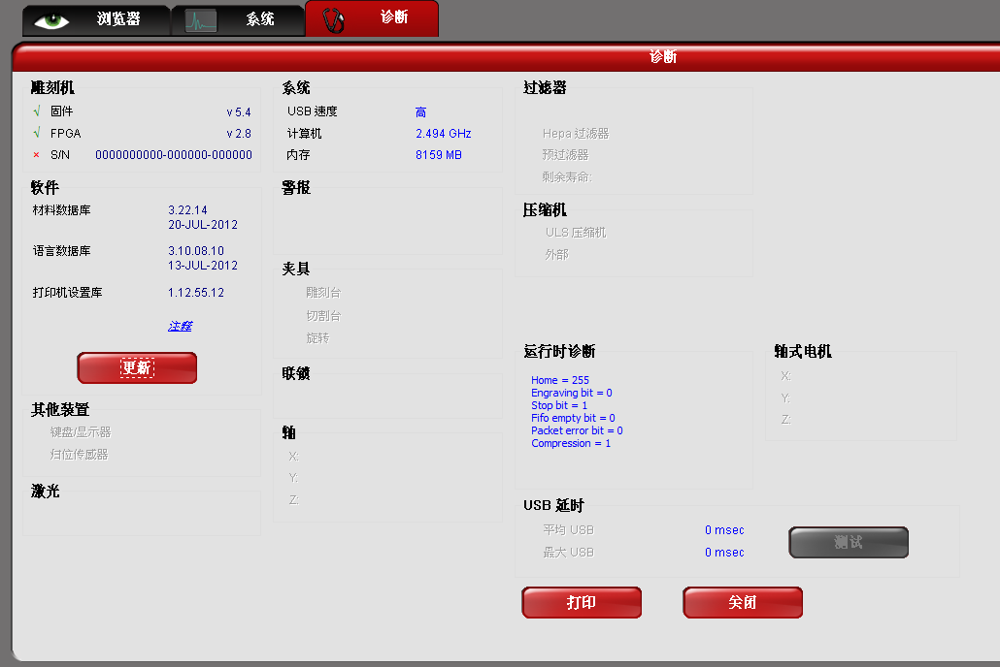 浏览器
系统
诊断
诊断
雕刻机
√ 固件 v 5.4
√ FPGA v 2.8
× S/N 0000000000-000000-000000
软件
材料数据库 3.22.14
20-JUL-2012
语言数据库 3.10.08.10
13-JUL-2012
打印机设置库 1.12.55.12
注释
更新
其他装置
键盘/显示器
归位传感器
激光
系统
USB 速度 高
计算机 2.494 GHz
内存 8159 MB
警报
夹具
雕刻台
切割台
旋转
联锁
轴
X:
Y:
Z:
过滤器
Hepa 过滤器
预过滤器
剩余寿命:
压缩机
ULS 压缩机
外部
运行时诊断
Home = 255
Engraving bit = 0
Stop bit = 1
Fifo empty bit = 0
Packet error bit = 0
Compression = 1
轴式电机
X:
Y:
Z:
USB 延时
平均 USB 0 msec
最大 USB 0 msec
测试
打印
关闭